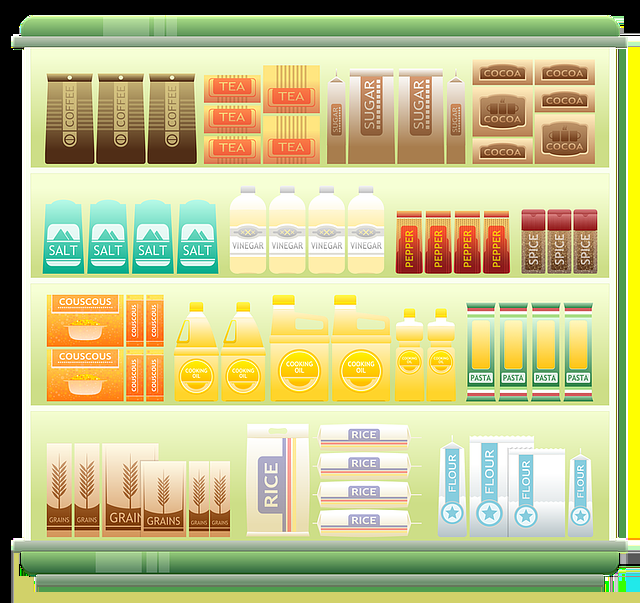 COFFEE COFFEE COFFEE
TEA TEA
TEA
TEA TEA
SUGAR SUGAR SUGAR SUGAR
COCOA COCOA
COCOA COCOA
COCOA COCOA
SALT SALT SALT SALT
VINEGAR VINEGAR VINEGAR VINEGAR
PEPPER PEPPER PEPPER PEPPER
SPICE SPICE SPICE
COUSCOUS COUSCOUS COUSCOUS
COUSCOUS COUSCOUS COUSCOUS
COOKING OIL COOKING OIL COOKING OIL COOKING OIL COOKING OIL COOKING OIL
PASTA PASTA PASTA PASTA
GRAINS GRAINS GRAIN GRAINS GRAINS GRAINS
RICE
RICE
RICE
RICE
RICE
FLOUR FLOUR FLOUR FLOUR